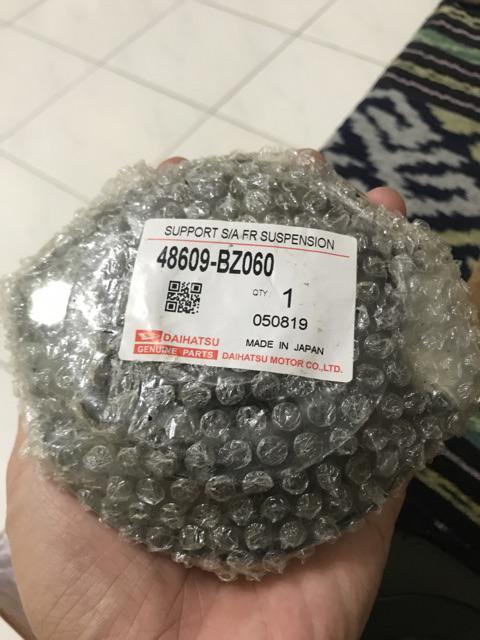 SUPPORT S/A FR SUSPENSION
48609-BZ060
QTY: 1
050819
MADE IN JAPAN
DAIHATSU
GENUINE PARTS DAIHATSU MOTOR CO.,LTD.